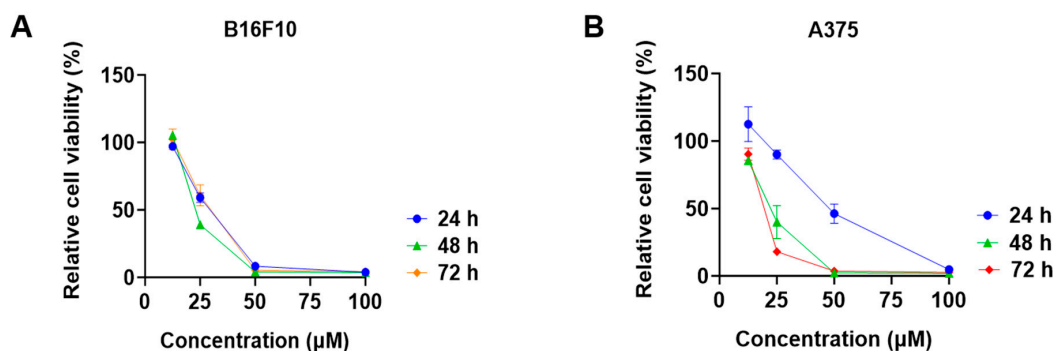 A
B16F10
Relative cell viability (%)
150
100
50
0
0 25 50 75 100
Concentration (µM)
24 h
48 h
72 h
B
A375
Relative cell viability (%)
150
100
50
0
0 25 50 75 100
Concentration (µM)
24 h
48 h
72 h